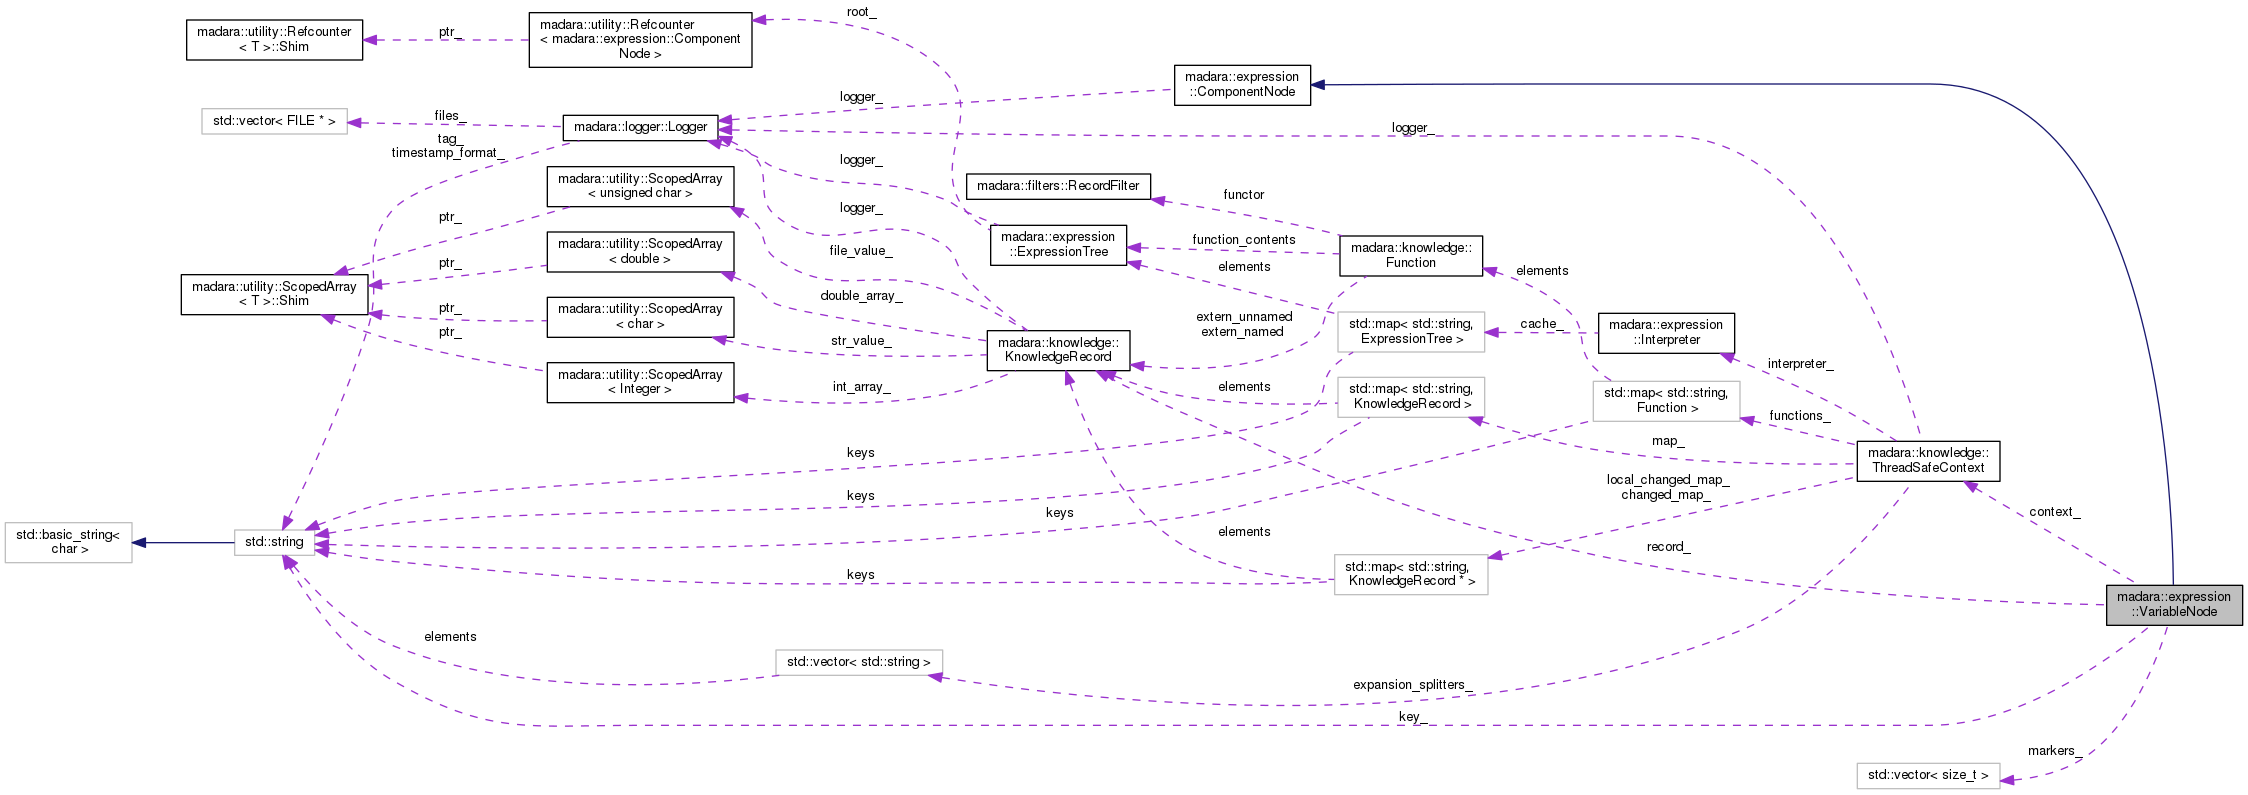 root_
madara::utility::Refcounter
< T >::Shim
ptr_
madara::utility::Refcounter
< madara::expression::Component
Node >
madara::expression
::ComponentNode
std::vector< FILE * >
files_
madara::logger::Logger
logger_
logger_
tag_
timestamp_format_
logger_
madara::utility::ScopedArray
< unsigned char >
madara::filters::RecordFilter
functor
logger_
ptr_
madara::utility::ScopedArray
< double >
file_value_
madara::expression
::ExpressionTree
function_contents
madara::knowledge::
Function
elements
elements
ptr_
madara::utility::ScopedArray
< T >::Shim
double_array_
ptr_
madara::utility::ScopedArray
< char >
extern_unnamed
extern_named
std::map< std::string,
ExpressionTree >
cache_
madara::expression
::Interpreter
ptr_
str_value_
madara::knowledge::
KnowledgeRecord
interpreter_
madara::utility::ScopedArray
< Integer >
int_array_
elements
std::map< std::string,
KnowledgeRecord >
std::map< std::string,
Function >
functions_
keys
map_
madara::knowledge::
ThreadSafeContext
keys
keys
local_changed_map_
changed_map_
context_
std::basic_string<
char >
std::string
elements
record_
keys
std::map< std::string,
KnowledgeRecord * >
madara::expression
::VariableNode
elements
std::vector< std::string >
expansion_splitters_
key_
markers_
std::vector< size_t >